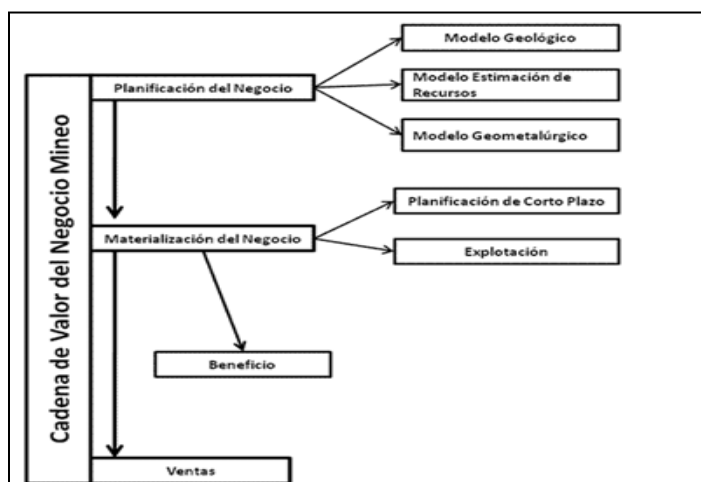 Cadena de Valor del Negocio Mineo
Planificación del Negocio
Modelo Geológico
Modelo Estimación de
Recursos
Modelo Geometalúrgico
Materialización del Negocio
Planificación de Corto Plazo
Explotación
Beneficio
Ventas